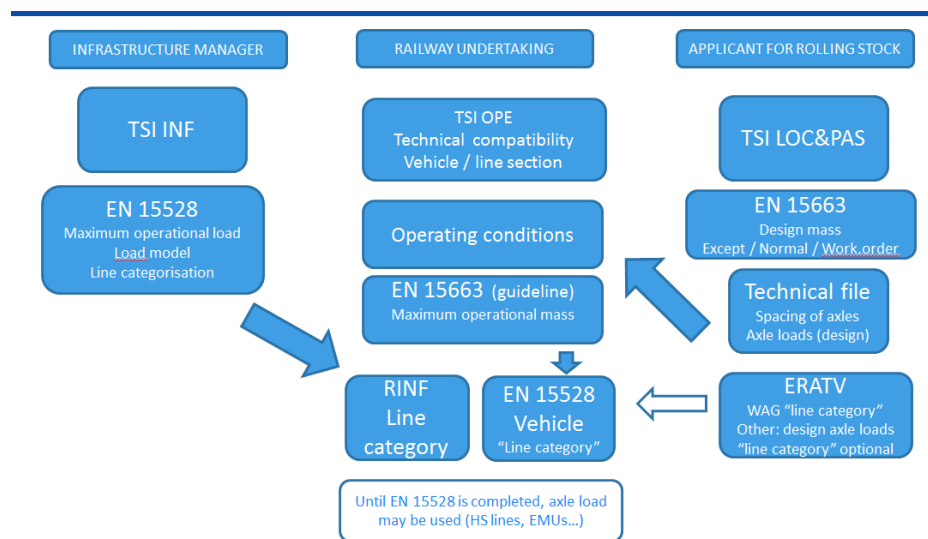 INFRASTRUCTURE MANAGER
RAILWAY UNDERTAKING
APPLICANT FOR ROLLING STOCK
TSI INF
EN 15528
Maximum operational load
Load model
Line categorisation
TSI OPE
Technical compatibility
Vehicle / line section
Operating conditions
EN 15663 (guideline)
Maximum operational mass
TSI LOC&PAS
EN 15663
Design mass
Except / Normal / Work.order
Technical file
Spacing of axles
Axle loads (design)
RINF
Line
category
EN 15528
Vehicle
“Line category”
ERATV
WAG “line category”
Other: design axle loads
“line category” optional
Until EN 15528 is completed, axle load
may be used (HS lines, EMUs...)